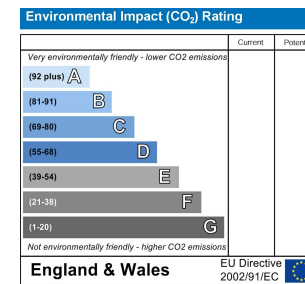 Environmental Impact (CO₂) Rating
Current Poten
Very environmentally friendly - lower CO2 emissions
(92 plus) A
(81-91) B
(69-80) C
(55-68) D
(39-54) E
(21-38) F
(1-20) G
Not environmentally friendly - higher CO2 emissions
England & Wales
EU Directive
2002/91/EC